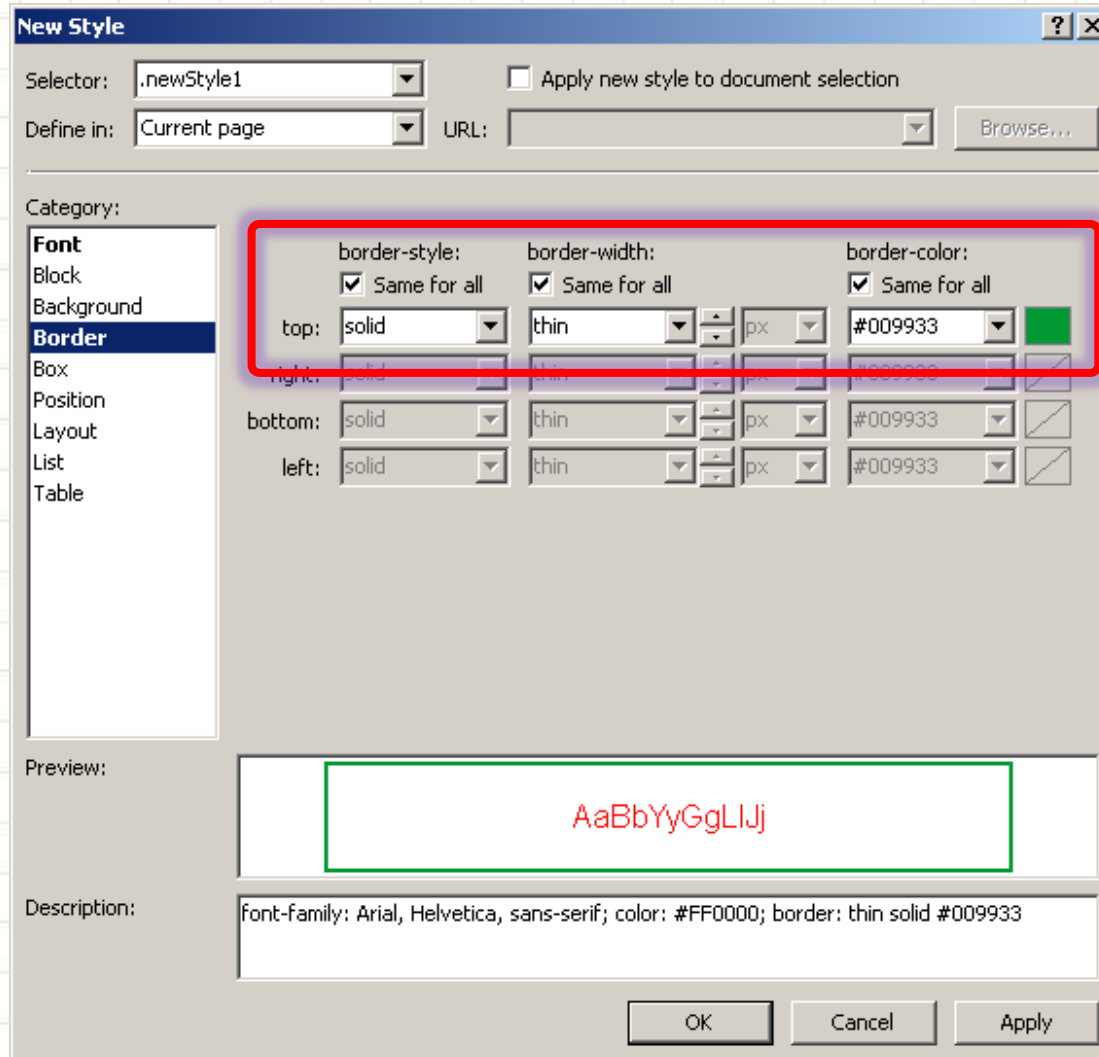 New Style
Selector: .newStyle1 Apply new style to document selection
Define in: Current page URL: Browse...
Category:
Font
Block
Background
Border
Box
Position
Layout
List
Table
border-style: border-width: border-color:
Same for all Same for all Same for all
top: solid thin px #009933
right: solid thin px #009933
bottom: solid thin px #009933
left: solid thin px #009933
Preview:
AaBbYyGgLlJj
Description:
font-family: Arial, Helvetica, sans-serif; color: #FF0000; border: thin solid #009933
OK Cancel Apply